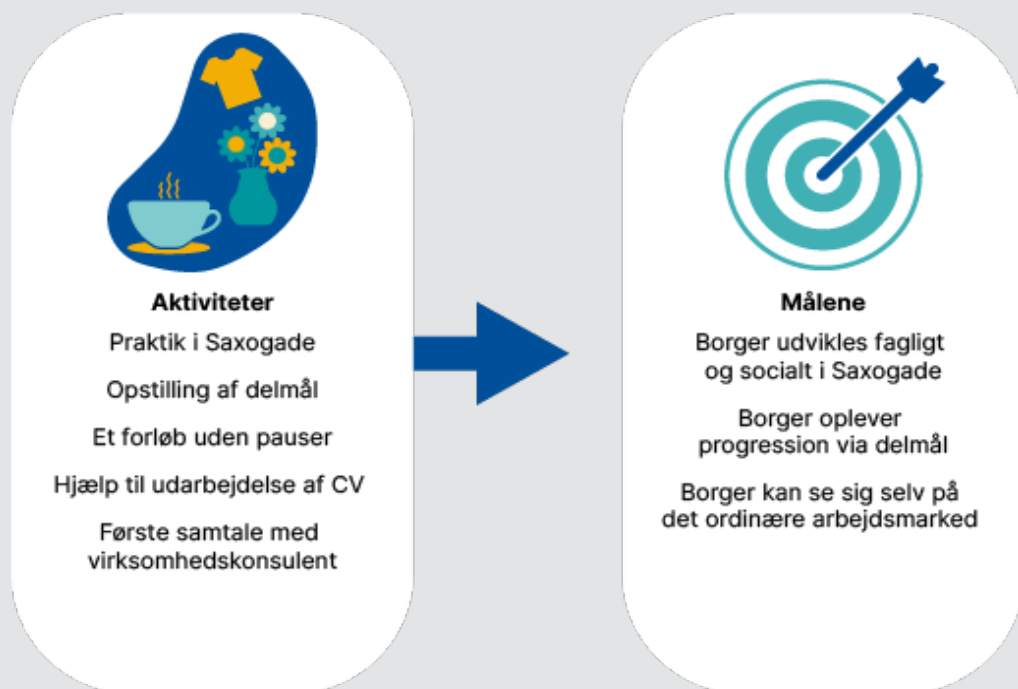 Aktiviteter
Praktik i Saxogade
Opstilling af delmål
Et forløb uden pauser
Hjælp til udarbejdelse af CV
Første samtale med
virksomhedskonsulent
Målene
Borger udvikles fagligt
og socialt i Saxogade
Borger oplever
progression via delmål
Borger kan se sig selv på
det ordinære arbejdsmarked